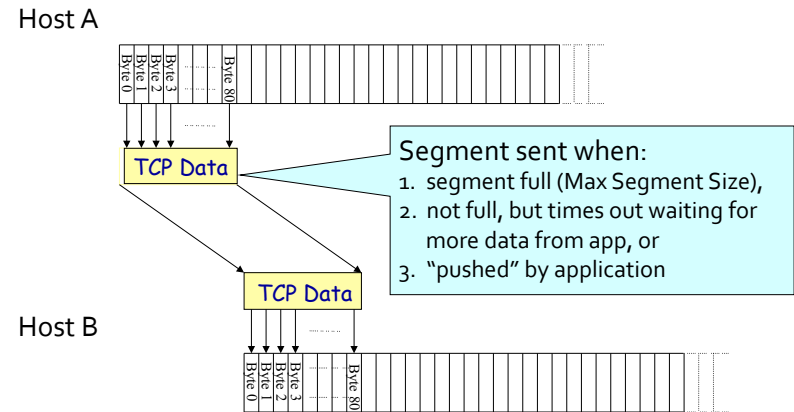 Host A
Byte 0
Byte 1
Byte 2
Byte 3
Byte 80
TCP Data
Segment sent when:
1. segment full (Max Segment Size),
2. not full, but times out waiting for
more data from app, or
3. “pushed” by application
TCP Data
Host B
Byte 0
Byte 1
Byte 2
Byte 3
Byte 80